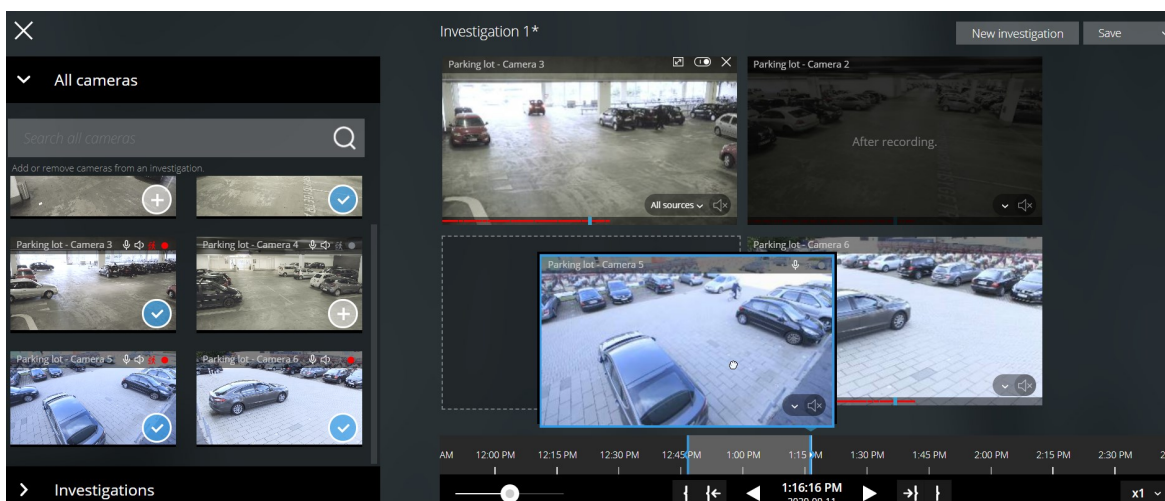 Investigation 1*
New investigation
Save
All cameras
Search all cameras
Add or remove cameras from an investigation.
Parking lot - Camera 3
Parking lot - Camera 4
Parking lot - Camera 5
Parking lot - Camera 6
Investigations
Parking lot - Camera 3
All sources
Parking lot - Camera 2
After recording.
Parking lot - Camera 5
Parking lot - Camera 6
AM 12:00 PM 12:15 PM 12:30 PM 12:45 PM 1:00 PM 1:15 PM 1:30 PM 1:45 PM 2:00 PM 2:15 PM 2:30 PM 2
1:16:16 PM
x1